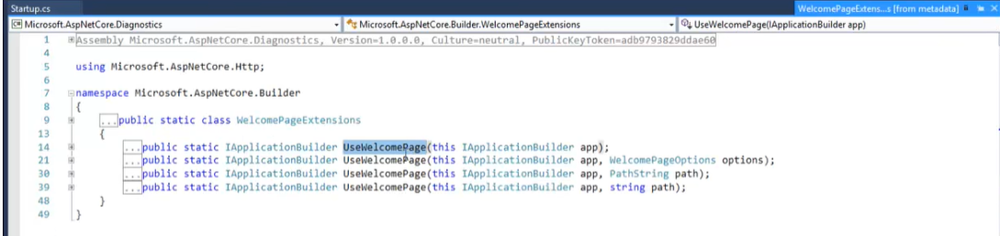 Startup.cs
WelcomePageExtens...s [from metadata]
Microsoft.AspNetCore.Diagnostics
Microsoft.AspNetCore.Builder.WelcomePageExtensions
UseWelcomePage(IApplicationBuilder app)
1 Assembly Microsoft.AspNetCore.Diagnostics, Version=1.0.0.0, Culture=neutral, PublicKeyToken=adb9793829ddae60
4
5 using Microsoft.AspNetCore.Http;
6
7 namespace Microsoft.AspNetCore.Builder
8 {
9 ...public static class WelcomePageExtensions
13 {
14 ...public static IApplicationBuilder UseWelcomePage(this IApplicationBuilder app);
21 ...public static IApplicationBuilder UseWelcomePage(this IApplicationBuilder app, WelcomePageOptions options);
30 ...public static IApplicationBuilder UseWelcomePage(this IApplicationBuilder app, PathString path);
39 ...public static IApplicationBuilder UseWelcomePage(this IApplicationBuilder app, string path);
48 }
49 }